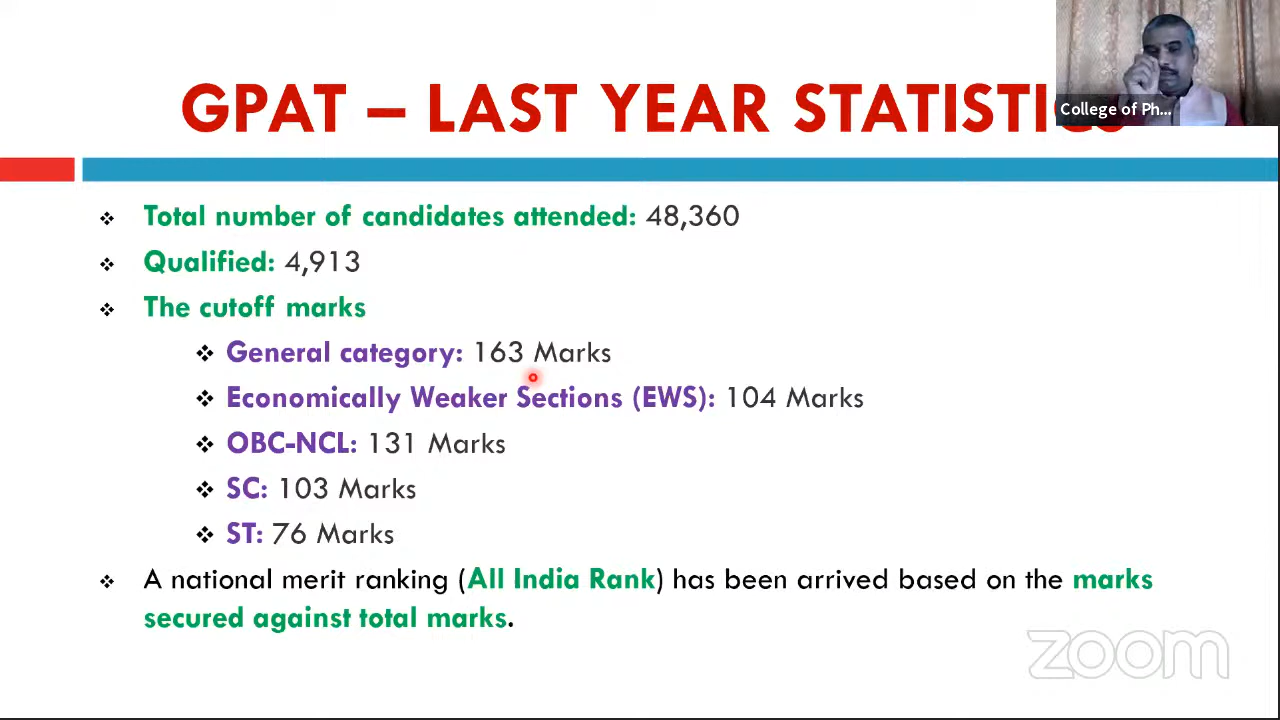 GPAT – LAST YEAR STATISTICS
College of Ph...
❖ Total number of candidates attended: 48,360
❖ Qualified: 4,913
❖ The cutoff marks
❖ General category: 163 Marks
❖ Economically Weaker Sections (EWS): 104 Marks
❖ OBC-NCL: 131 Marks
❖ SC: 103 Marks
❖ ST: 76 Marks
❖ A national merit ranking (All India Rank) has been arrived based on the marks
secured against total marks.
zoom